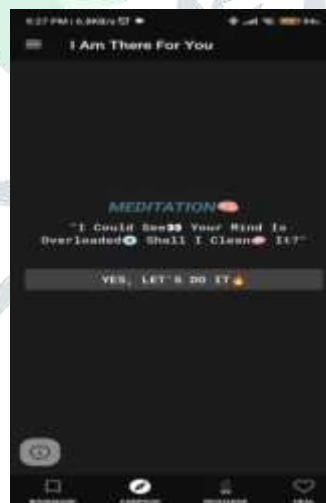 I Am There For You
MEDITATION🧠
"I Could See👀 Your Mind Is
Overloaded Shall I Clean🧼 It?"
YES, LET'S DO IT🔥